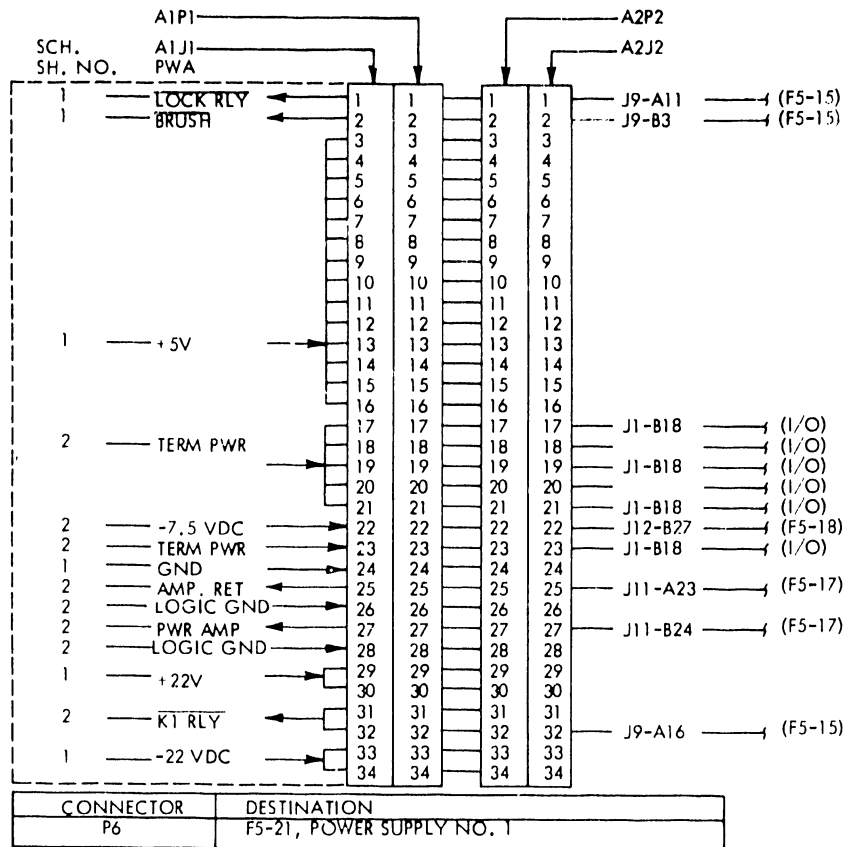 A1P1 A2P2
SCH. A1J1 A2J2
SH. NO. PWA
1 LOCK RLY 1 1 1 1 J9-A11 (F5-15)
1 BRUSH 2 2 2 2 J9-B3 (F5-15)
3 3 3 3
4 4 4 4
5 5 5 5
6 6 6 6
7 7 7 7
8 8 8 8
9 9 9 9
10 10 10 10
11 11 11 11
12 12 12 12
1 +5V 13 13 13 13
14 14 14 14
15 15 15 15
16 16 16 16
17 17 17 17 J1-B18 (I/O)
2 TERM PWR 18 18 18 18 (I/O)
19 19 19 19 J1-B18 (I/O)
20 20 20 20 (I/O)
21 21 21 21 J1-B18 (I/O)
2 -7.5 VDC 22 22 22 22 J12-B27 (F5-18)
2 TERM PWR 23 23 23 23 J1-B18 (I/O)
1 GND 24 24 24 24
2 AMP. RET 25 25 25 25 J11-A23 (F5-17)
2 LOGIC GND 26 26 26 26
2 PWR AMP 27 27 27 27 J11-B24 (F5-17)
2 LOGIC GND 28 28 28 28
1 +22V 29 29 29 29
30 30 30 30
2 K1 RLY 31 31 31 31
32 32 32 32 J9-A16 (F5-15)
1 -22 VDC 33 33 33 33
34 34 34 34
CONNECTOR DESTINATION
P6 F5-21, POWER SUPPLY NO. 1